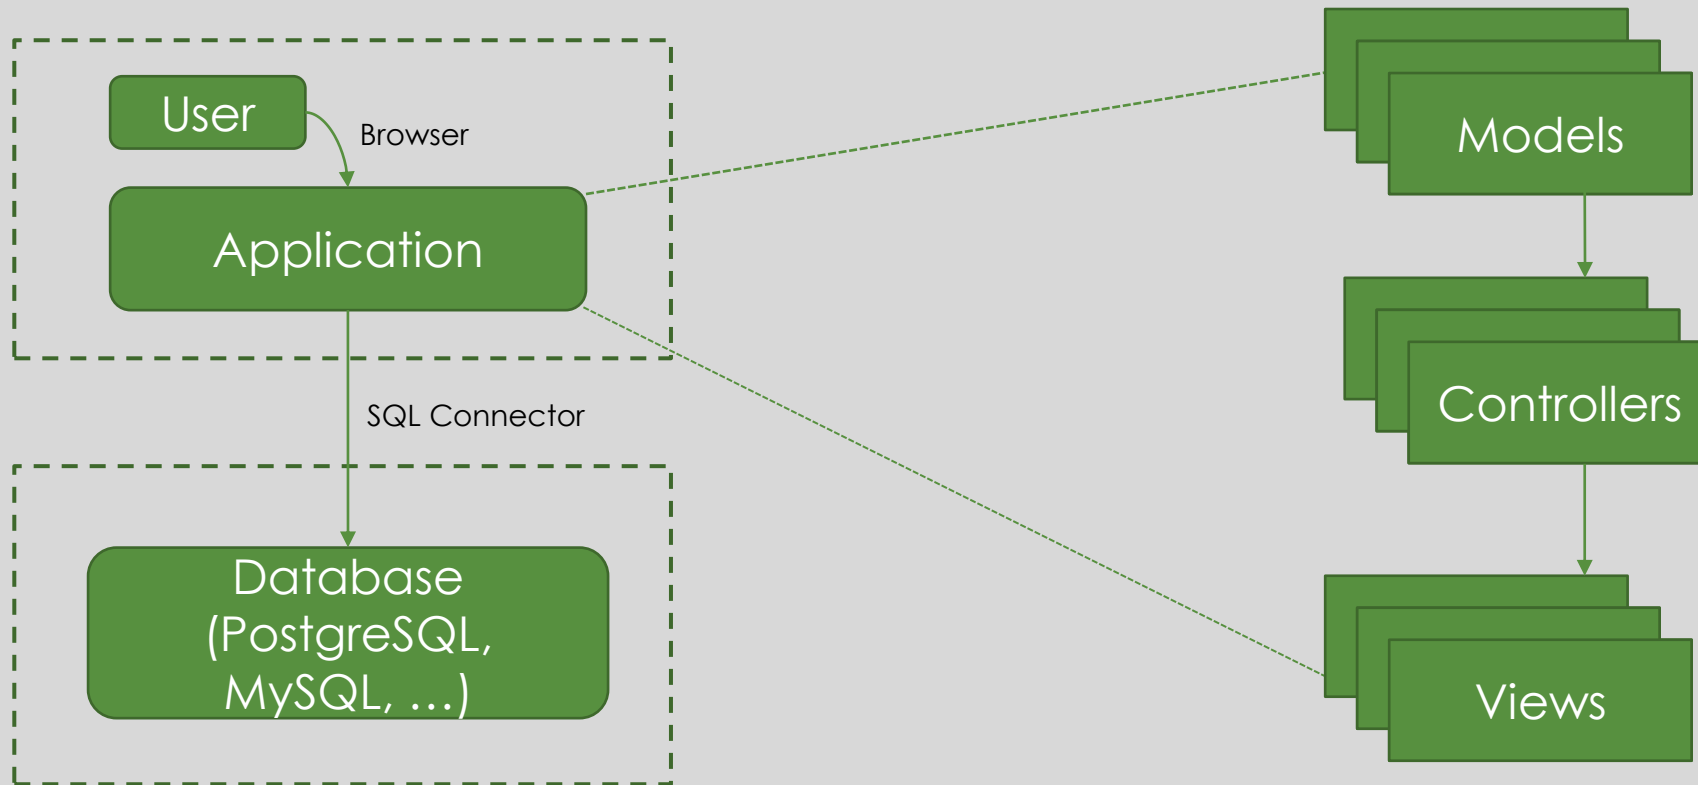 User
Browser
Application
SQL Connector
Database
(PostgreSQL,
MySQL, …)
Models
Controllers
Views